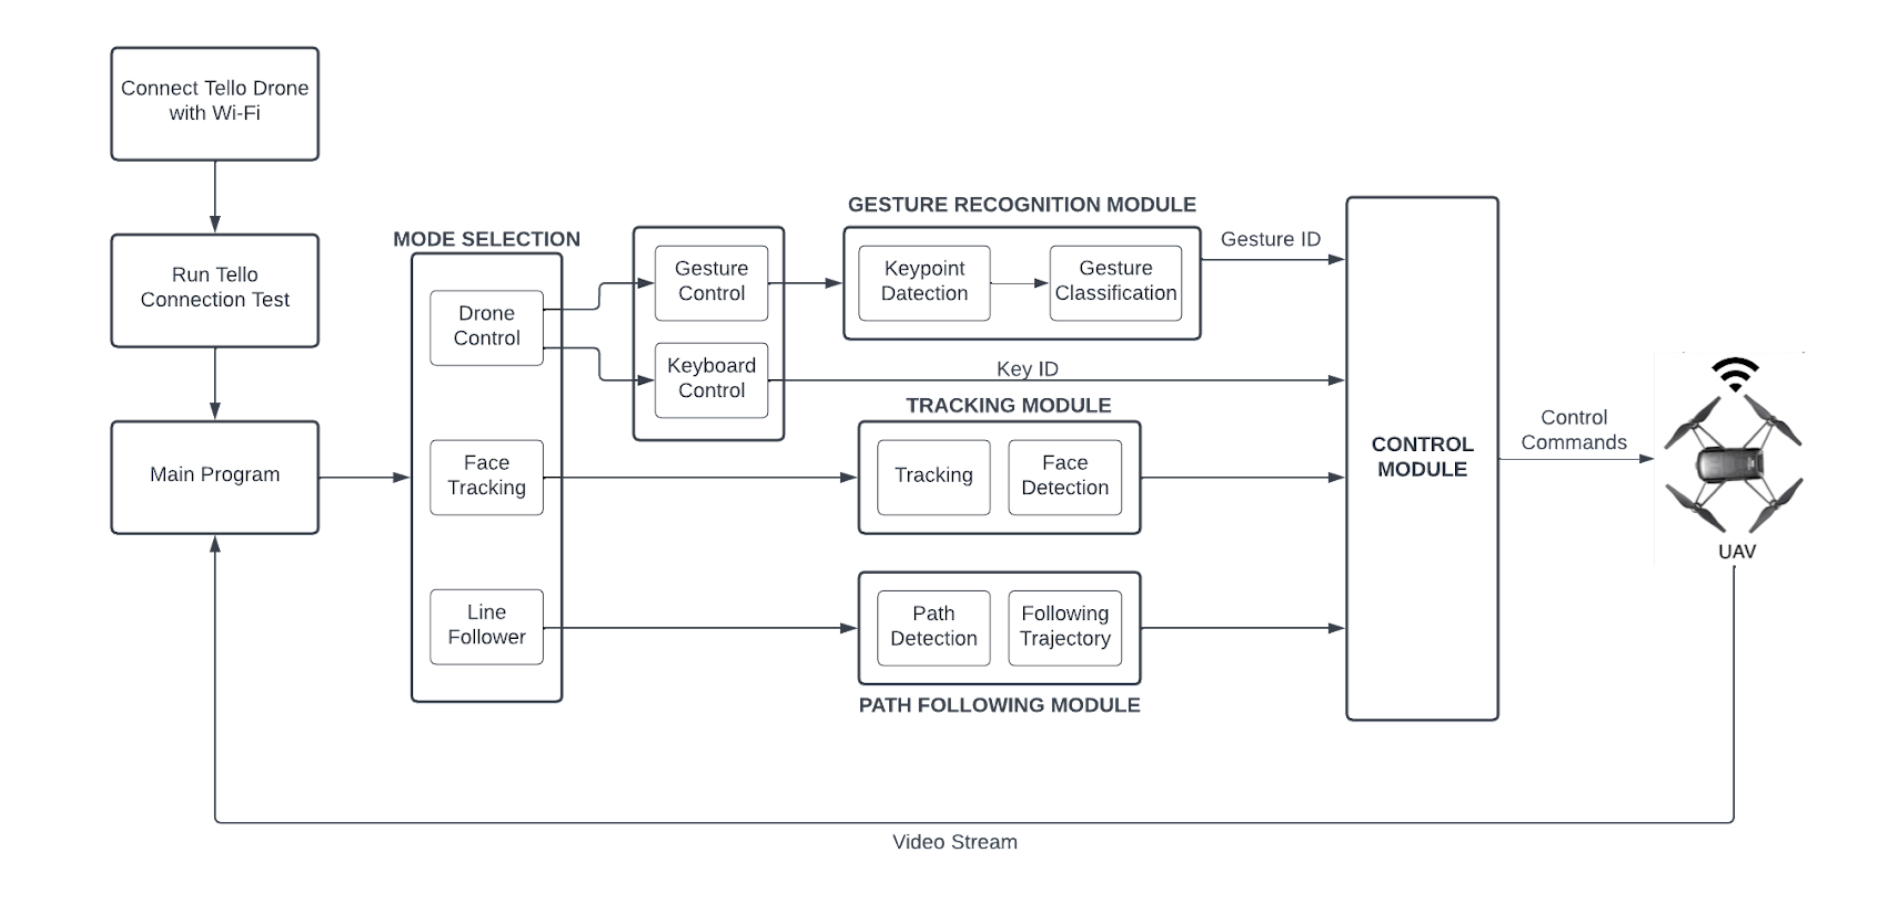 Connect Tello Drone
with Wi-Fi
Run Tello
Connection Test
Main Program
MODE SELECTION
Drone
Control
Face
Tracking
Line
Follower
Gesture
Control
Keyboard
Control
GESTURE RECOGNITION MODULE
Keypoint
Datection
Gesture
Classification
Gesture ID
Key ID
TRACKING MODULE
Tracking
Face
Detection
Path
Detection
Following
Trajectory
PATH FOLLOWING MODULE
CONTROL
MODULE
Control
Commands
UAV
Video Stream